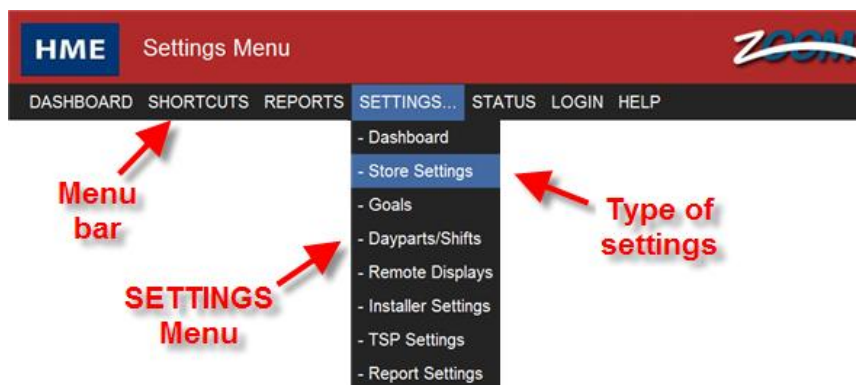 HME Settings Menu ZOOM
DASHBOARD SHORTCUTS REPORTS SETTINGS... STATUS LOGIN HELP
- Dashboard
- Store Settings
- Goals
- Dayparts/Shifts
- Remote Displays
- Installer Settings
- TSP Settings
- Report Settings
Menu
bar
Type of
settings
SETTINGS
Menu